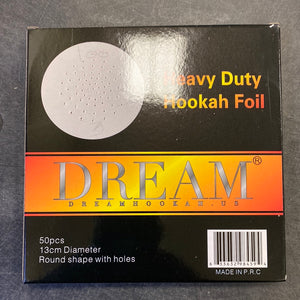 Heavy Duty
Hookah Foil
DREAM®
DREAMHOOKAH.US
50pcs
13cm Diameter
Round shape with holes
MADE IN P.R.C